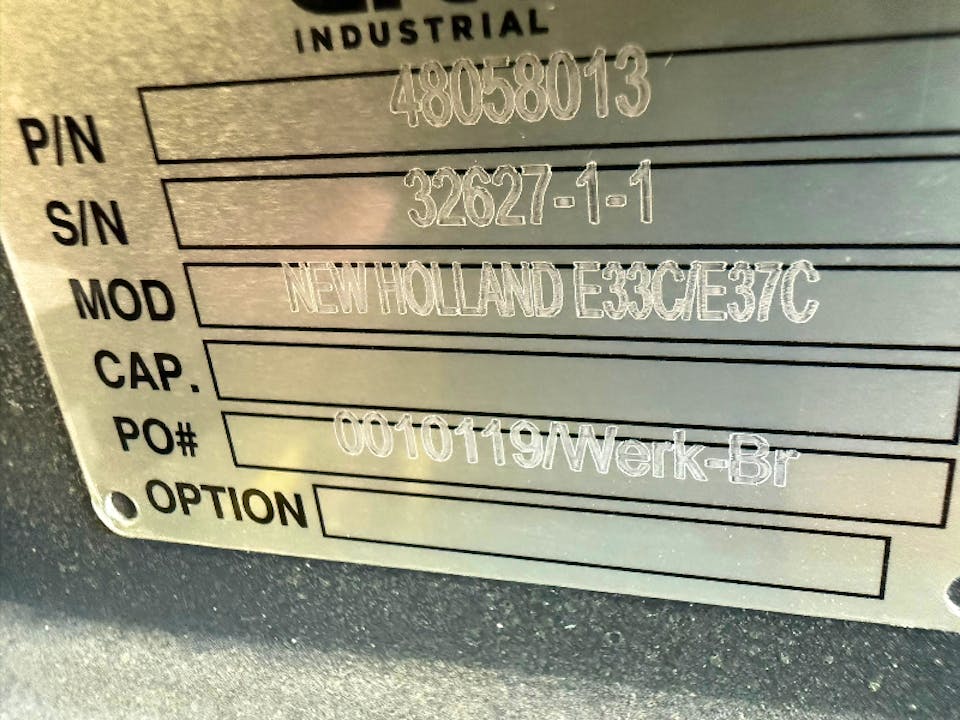 INDUSTRIAL
P/N 48058013
S/N 32627-1-1
MOD NEW HOLLAND E33C/E37C
CAP.
PO# 0010119/Werk-Br
OPTION